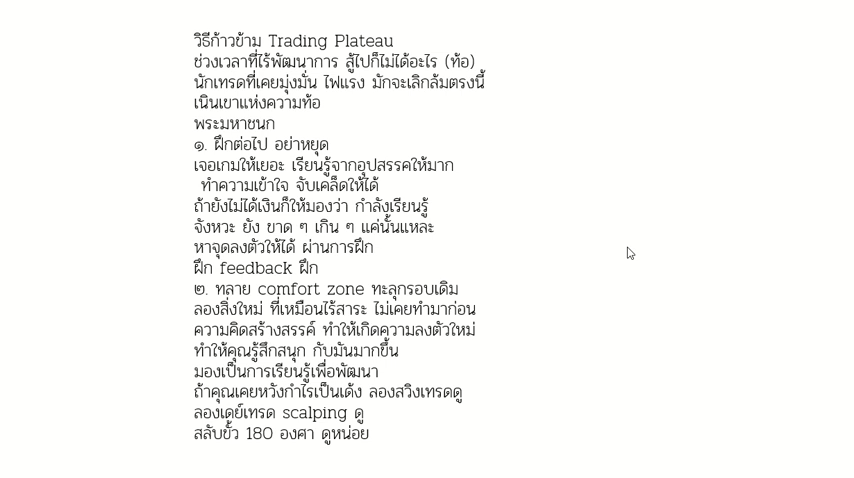 วิธีก้าวข้าม Trading Plateau
ช่วงเวลาที่ไร้พัฒนาการ สู้ไปก็ไม่ได้อะไร (ท้อ)
นักเทรดที่เคยมุ่งมั่น ไฟแรง มักจะเลิกล้มตรงนี้
เนินเขาแห่งความท้อ
พระมหาชนก
๑. ฝึกต่อไป อย่าหยุด
เจอเกมให้เยอะ เรียนรู้จากอุปสรรคให้มาก
ทำความเข้าใจ จับเคล็ดให้ได้
ถ้ายังไม่ได้เงินก็ให้มองว่า กำลังเรียนรู้
จังหวะ ยัง ขาด ๆ เกิน ๆ แค่นั้นแหละ
หาจุดลงตัวให้ได้ ผ่านการฝึก
ฝึก feedback ฝึก
๒. ทลาย comfort zone ทะลุกรอบเดิม
ลองสิ่งใหม่ ที่เหมือนไร้สาระ ไม่เคยทำมาก่อน
ความคิดสร้างสรรค์ ทำให้เกิดความลงตัวใหม่
ทำให้คุณรู้สึกสนุก กับมันมากขึ้น
มองเป็นการเรียนรู้เพื่อพัฒนา
ถ้าคุณเคยหวังกำไรเป็นเด้ง ลองสวิงเทรดดู
ลองเดย์เทรด scalping ดู
สลับขั้ว 180 องศา ดูหน่อย